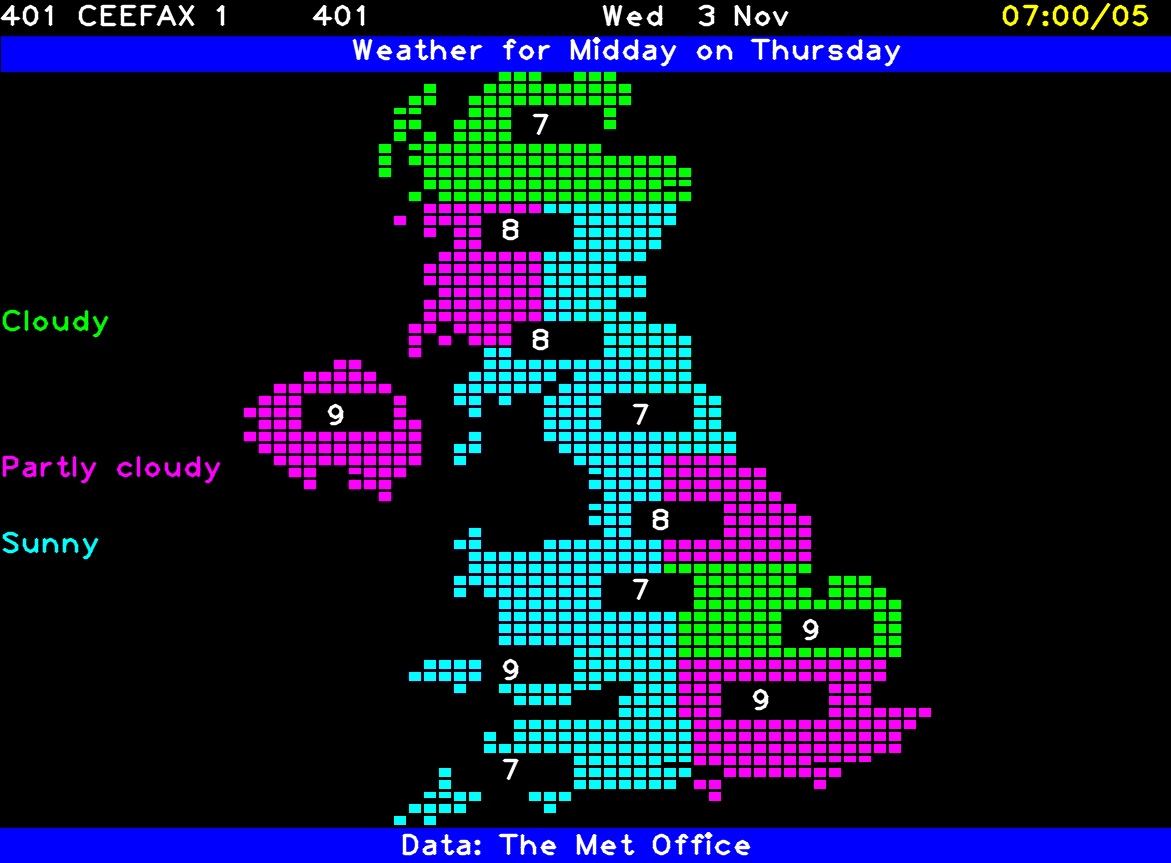 401 CEEFAX 1 401 Wed 3 Nov 07:00/05
Weather for Midday on Thursday
7
8
Cloudy
8
9 7
Partly cloudy
8
Sunny
7
9
9
9
7
Data: The Met Office